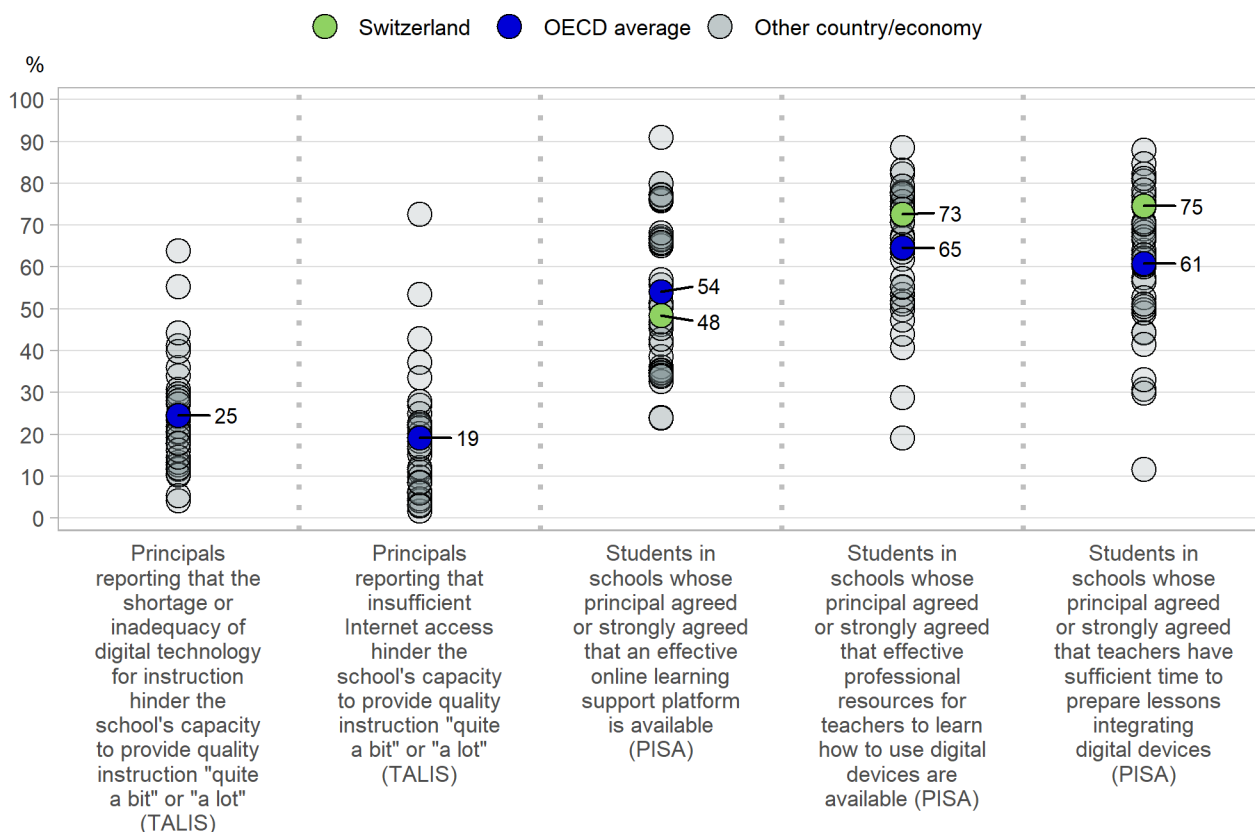 Switzerland OECD average Other country/economy
%
100
90
80
70
60
50
40
30
20
10
0
25
19
54
48
73
65
75
61
Principals
reporting that the
shortage or
inadequacy of
digital technology
for instruction
hinder the
school's capacity
to provide quality
instruction "quite
a bit" or "a lot"
(TALIS)
Principals
reporting that
insufficient
Internet access
hinder the
school's capacity
to provide quality
instruction "quite
a bit" or "a lot"
(TALIS)
Students in
schools whose
principal agreed
or strongly agreed
that an effective
online learning
support platform
is available
(PISA)
Students in
schools whose
principal agreed
or strongly agreed
that effective
professional
resources for
teachers to learn
how to use digital
devices are
available (PISA)
Students in
schools whose
principal agreed
or strongly agreed
that teachers have
sufficient time to
prepare lessons
integrating
digital devices
(PISA)